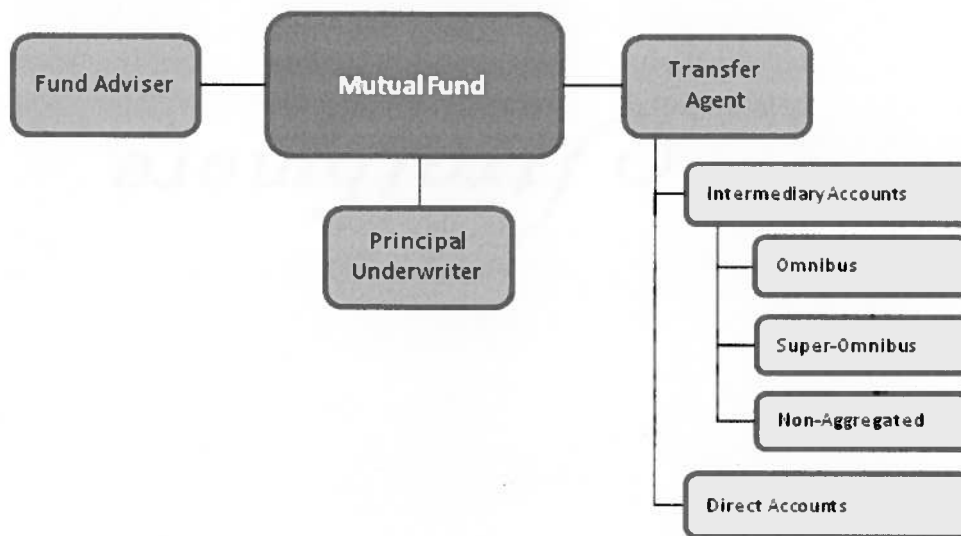 Fund Adviser
Mutual Fund
Transfer
Agent
Principal
Underwriter
Intermediary Accounts
Omnibus
Super-Omnibus
Non-Aggregated
Direct Accounts